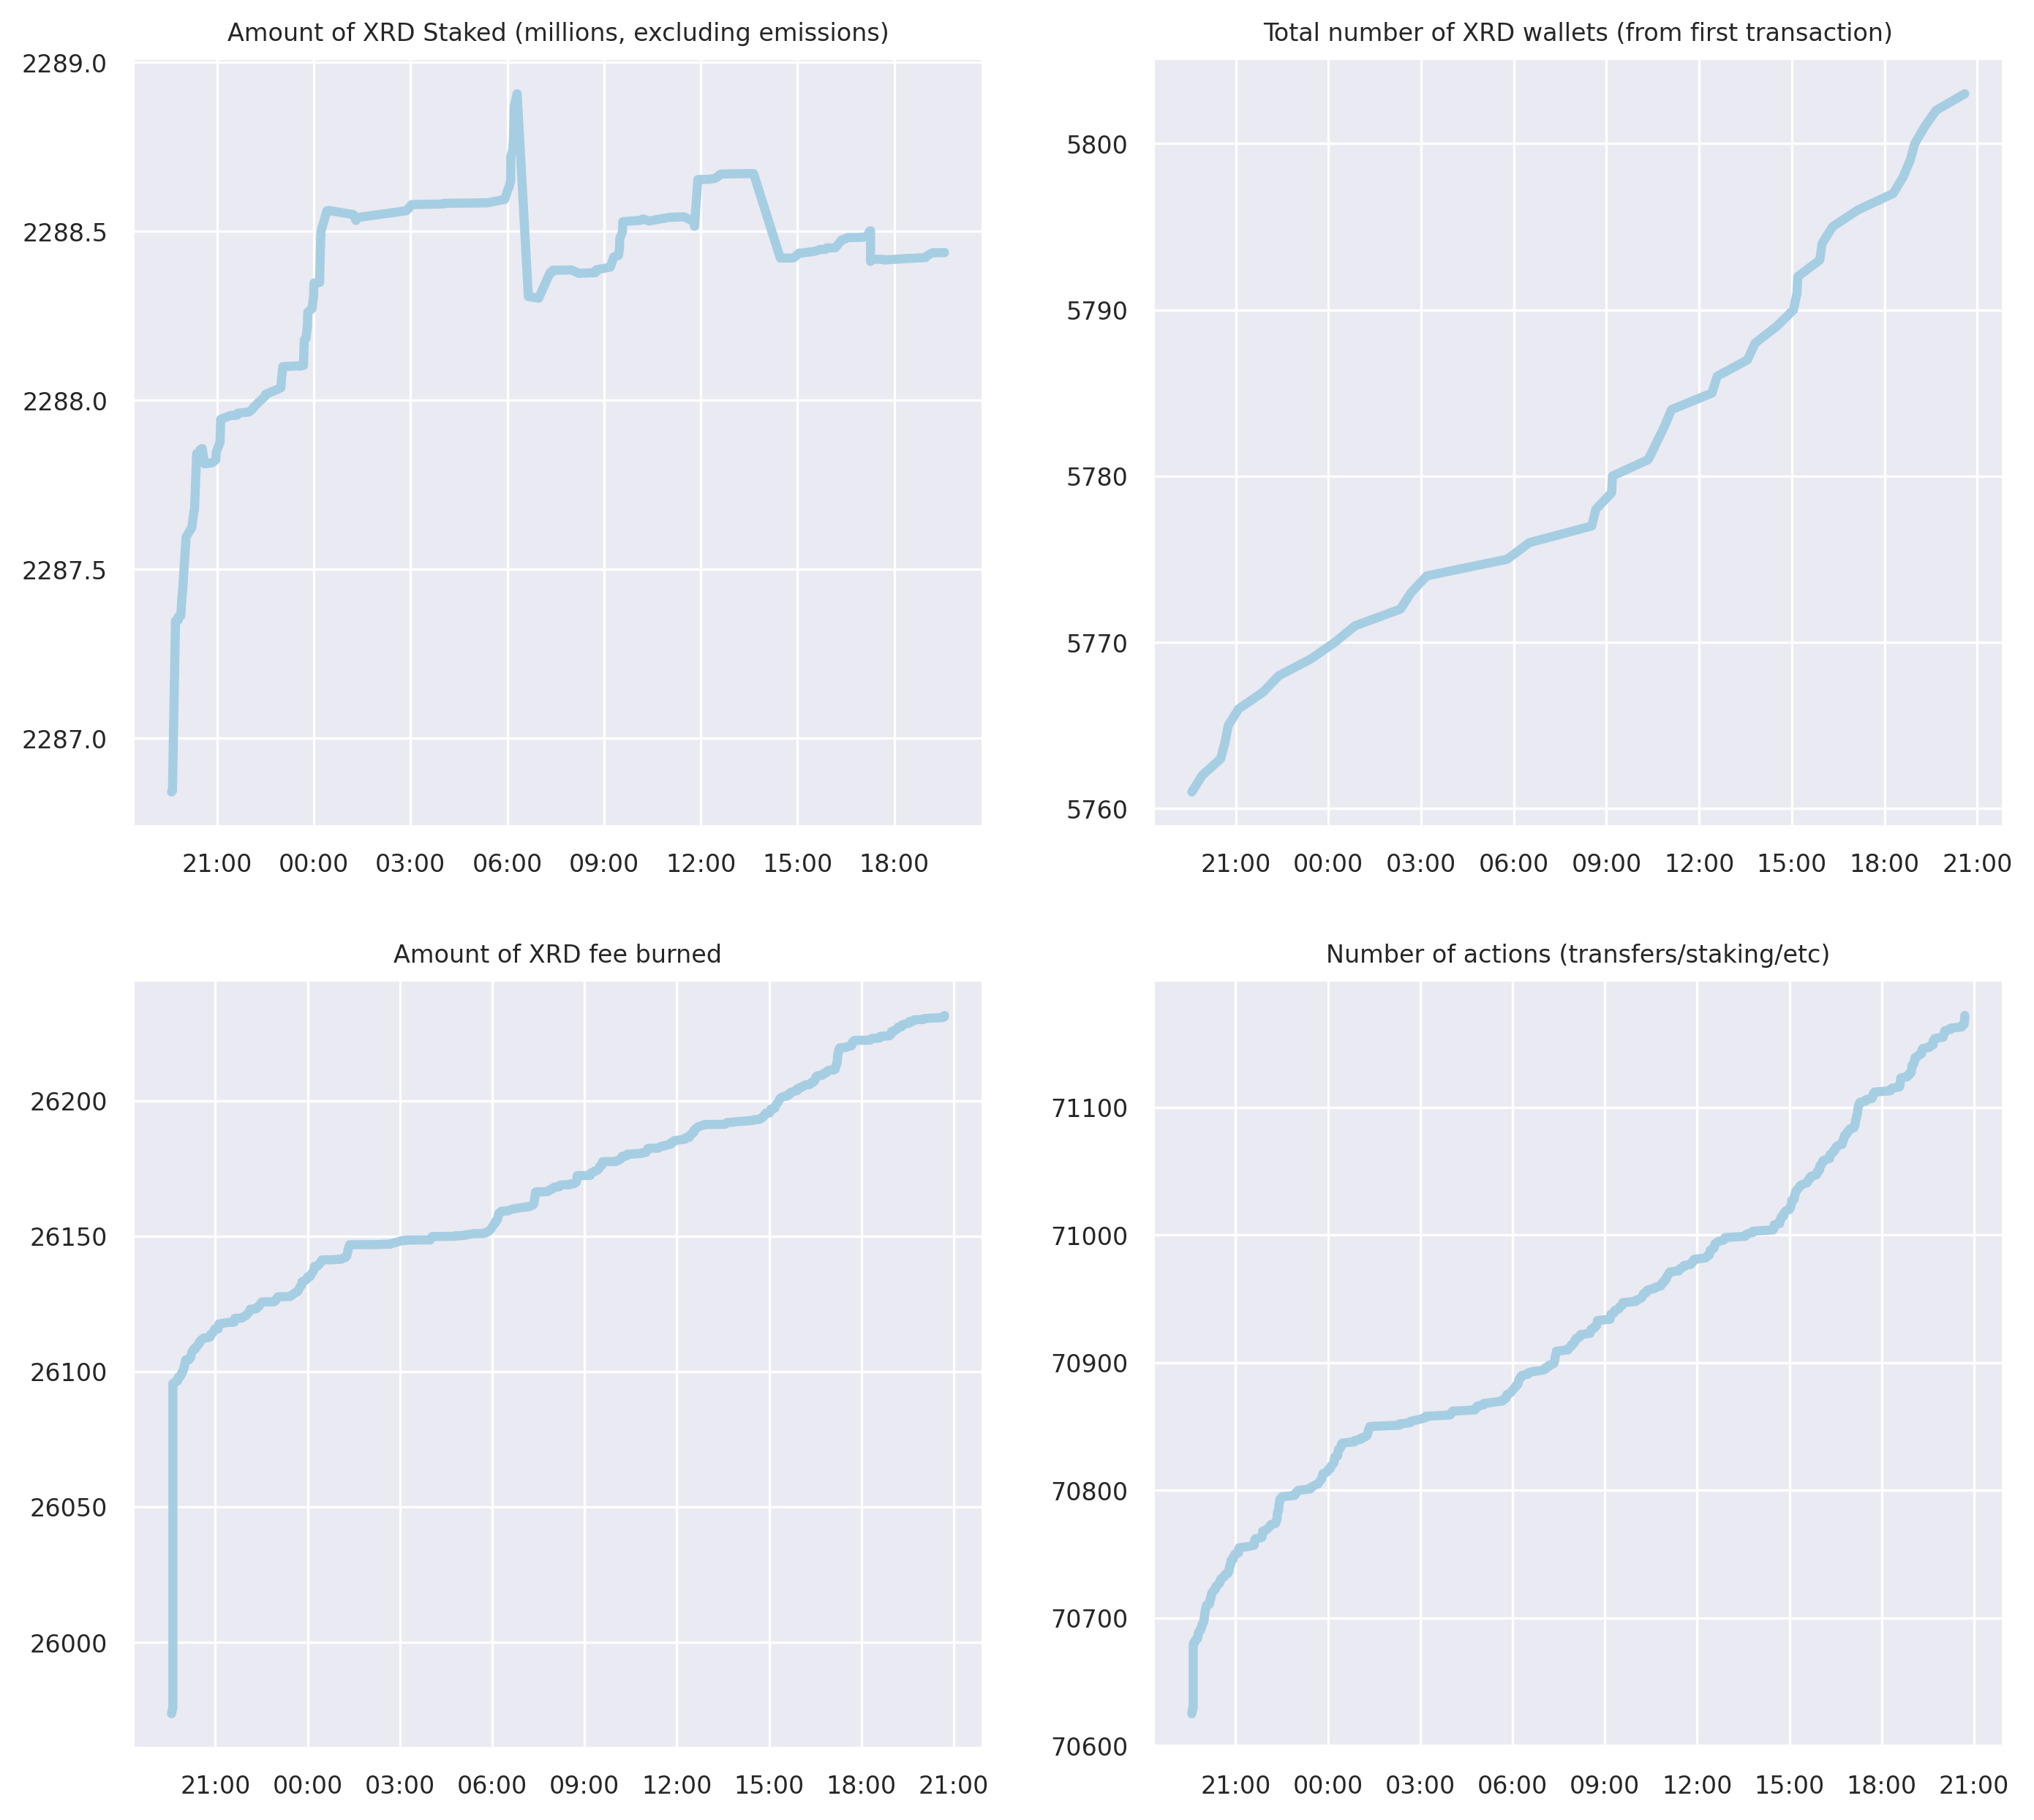 Amount of XRD Staked (millions, excluding emissions)
2289.0
2288.5
2288.0
2287.5
2287.0
21:00 00:00 03:00 06:00 09:00 12:00 15:00 18:00
Total number of XRD wallets (from first transaction)
5800
5790
5780
5770
5760
21:00 00:00 03:00 06:00 09:00 12:00 15:00 18:00 21:00
Amount of XRD fee burned
26200
26150
26100
26050
26000
21:00 00:00 03:00 06:00 09:00 12:00 15:00 18:00 21:00
Number of actions (transfers/staking/etc)
71100
71000
70900
70800
70700
70600
21:00 00:00 03:00 06:00 09:00 12:00 15:00 18:00 21:00